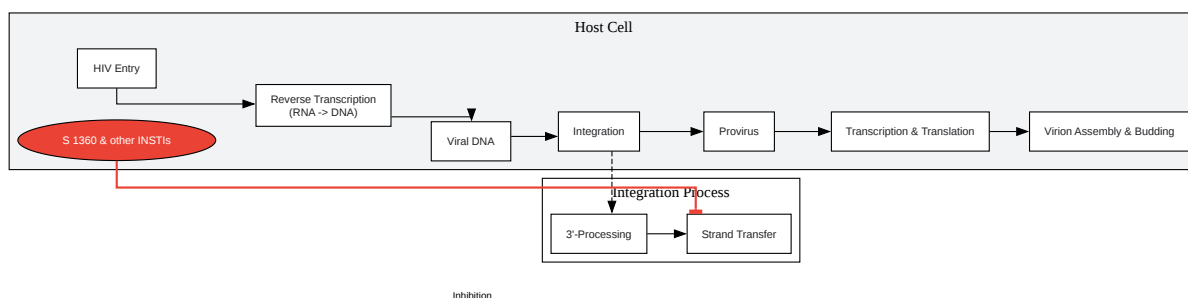 Host Cell
HIV Entry
Reverse Transcription
(RNA -> DNA)
S 1360 & other INSTIs
Viral DNA
Integration
Provirus
Transcription & Translation
Virion Assembly & Budding
Integration Process
3'-Processing
Strand Transfer
Inhibition